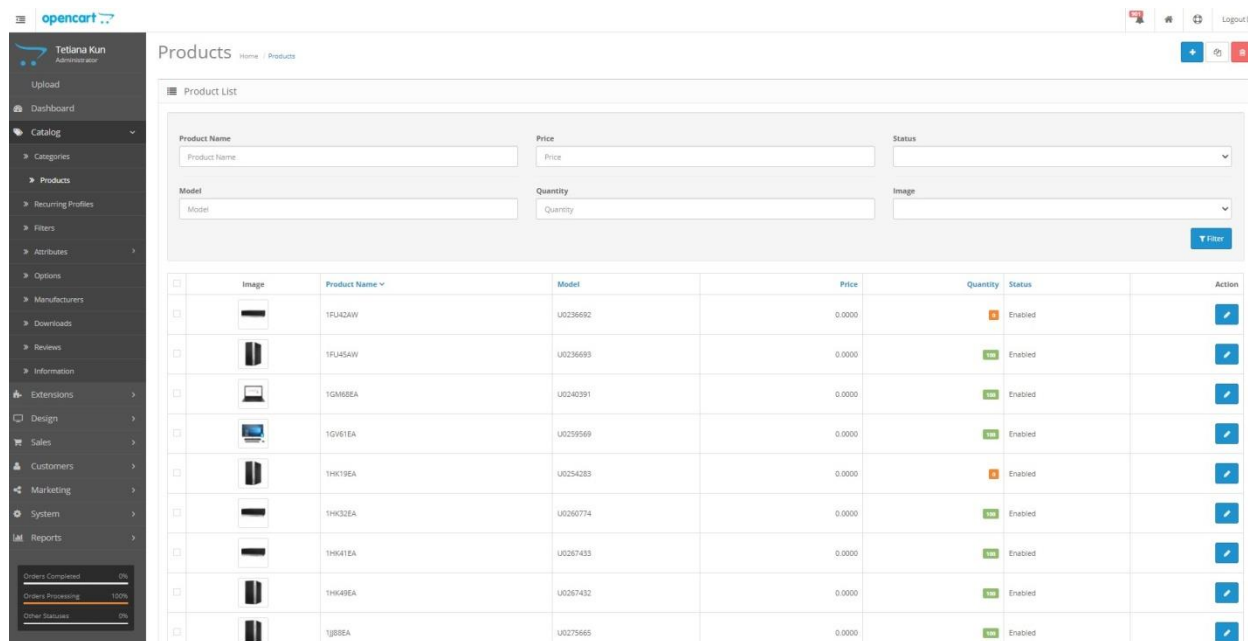 opencart
501
Logout
Tetiana Kun
Administrator
Upload
Dashboard
Catalog
Categories
Products
Recurring Profiles
Filters
Attributes
Options
Manufacturers
Downloads
Reviews
Information
Extensions
Design
Sales
Customers
Marketing
System
Reports
Orders Completed 0%
Orders Processing 100%
Other Statuses 0%
Products Home / Products
Product List
Product Name Price Status
Product Name Price
Model Quantity Image
Model Quantity
Filter
Image Product Name Model Price Quantity Status Action
1FU42AW U0236692 0.0000 0 Enabled
1FU45AW U0236693 0.0000 100 Enabled
1GM68EA U0240391 0.0000 100 Enabled
1GV61EA U0259569 0.0000 100 Enabled
1HK19EA U0254283 0.0000 0 Enabled
1HK32EA U0260774 0.0000 100 Enabled
1HK41EA U0267433 0.0000 100 Enabled
1HK49EA U0267432 0.0000 100 Enabled
1JJ88EA U0275665 0.0000 100 Enabled